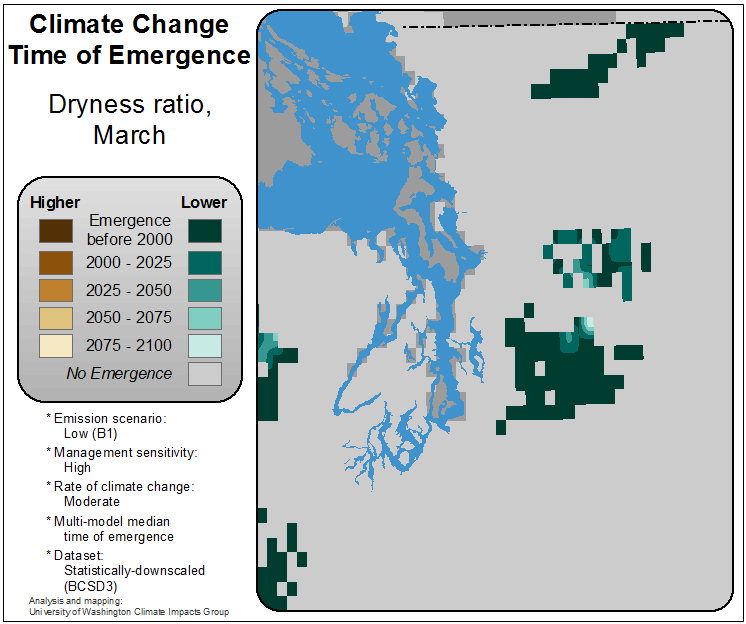 Climate Change
Time of Emergence
Dryness ratio,
March
Higher
Lower
Emergence
before 2000
2000 - 2025
2025 - 2050
2050 - 2075
2075 - 2100
No Emergence
* Emission scenario:
Low (B1)
* Management sensitivity:
High
* Rate of climate change:
Moderate
* Multi-model median
time of emergence
* Dataset:
Statistically-downscaled
(BCSD3)
Analysis and mapping:
University of Washington Climate Impacts Group